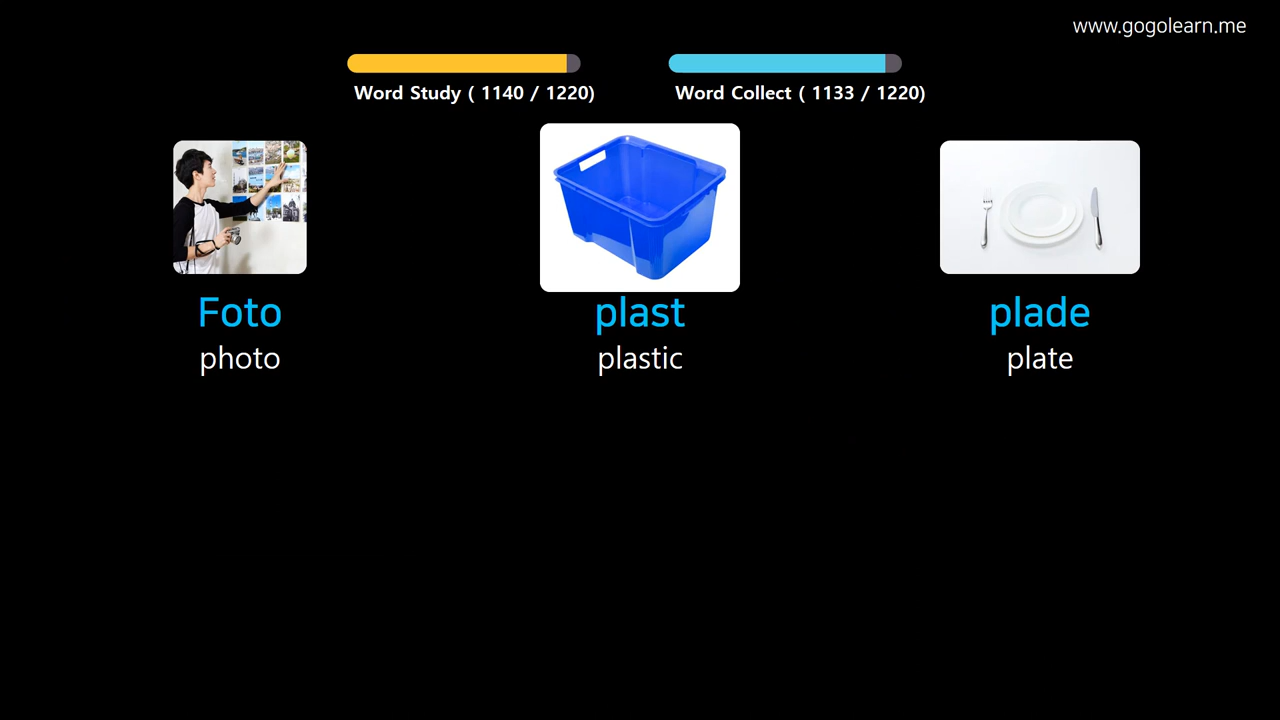 www.gogolearn.me
Word Study ( 1140 / 1220)
Word Collect ( 1133 / 1220)
Foto
photo
plast
plastic
plade
plate